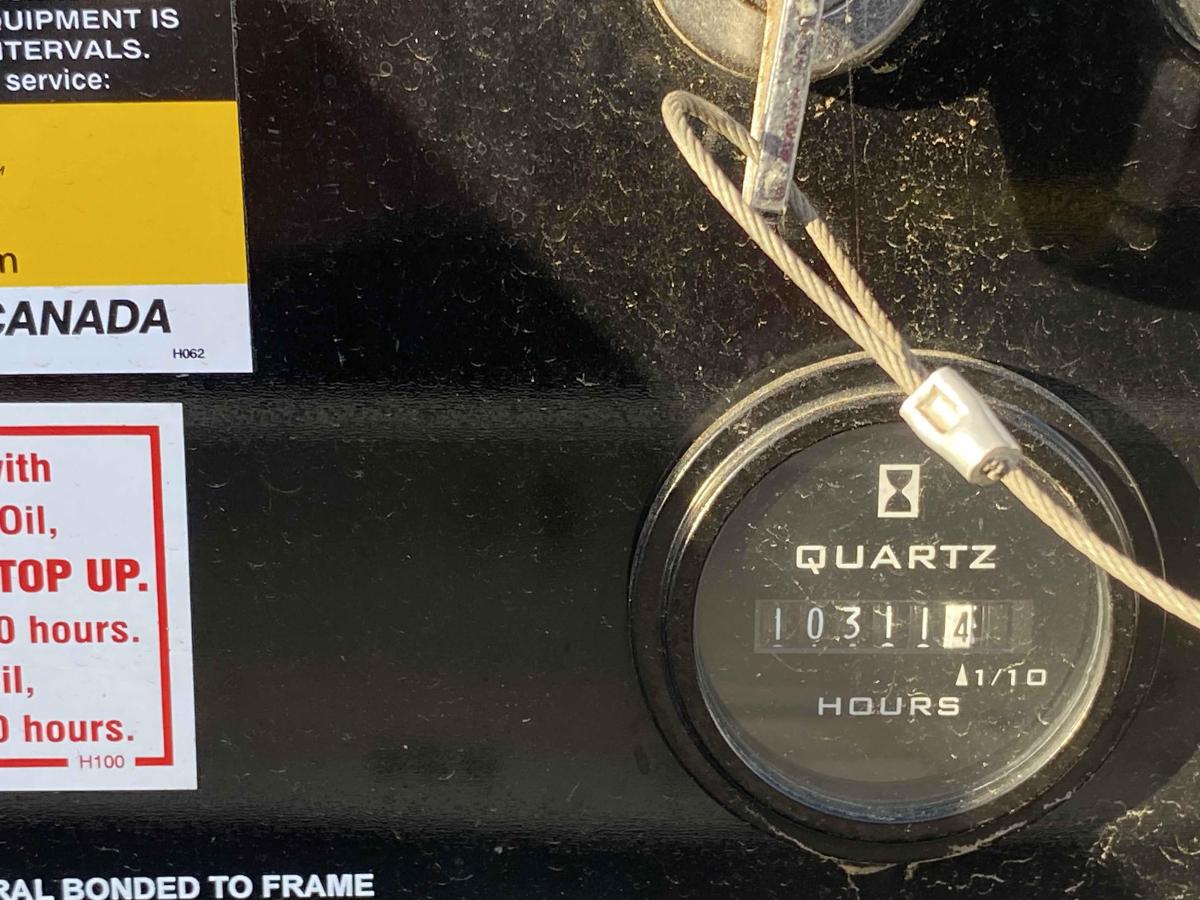 QUIPMENT IS
NTERVALS.
service:
m
CANADA
H062
with
Oil,
TOP UP.
0 hours.
il,
0 hours.
H100
RAL BONDED TO FRAME
QUARTZ
103114
1/10
HOURS